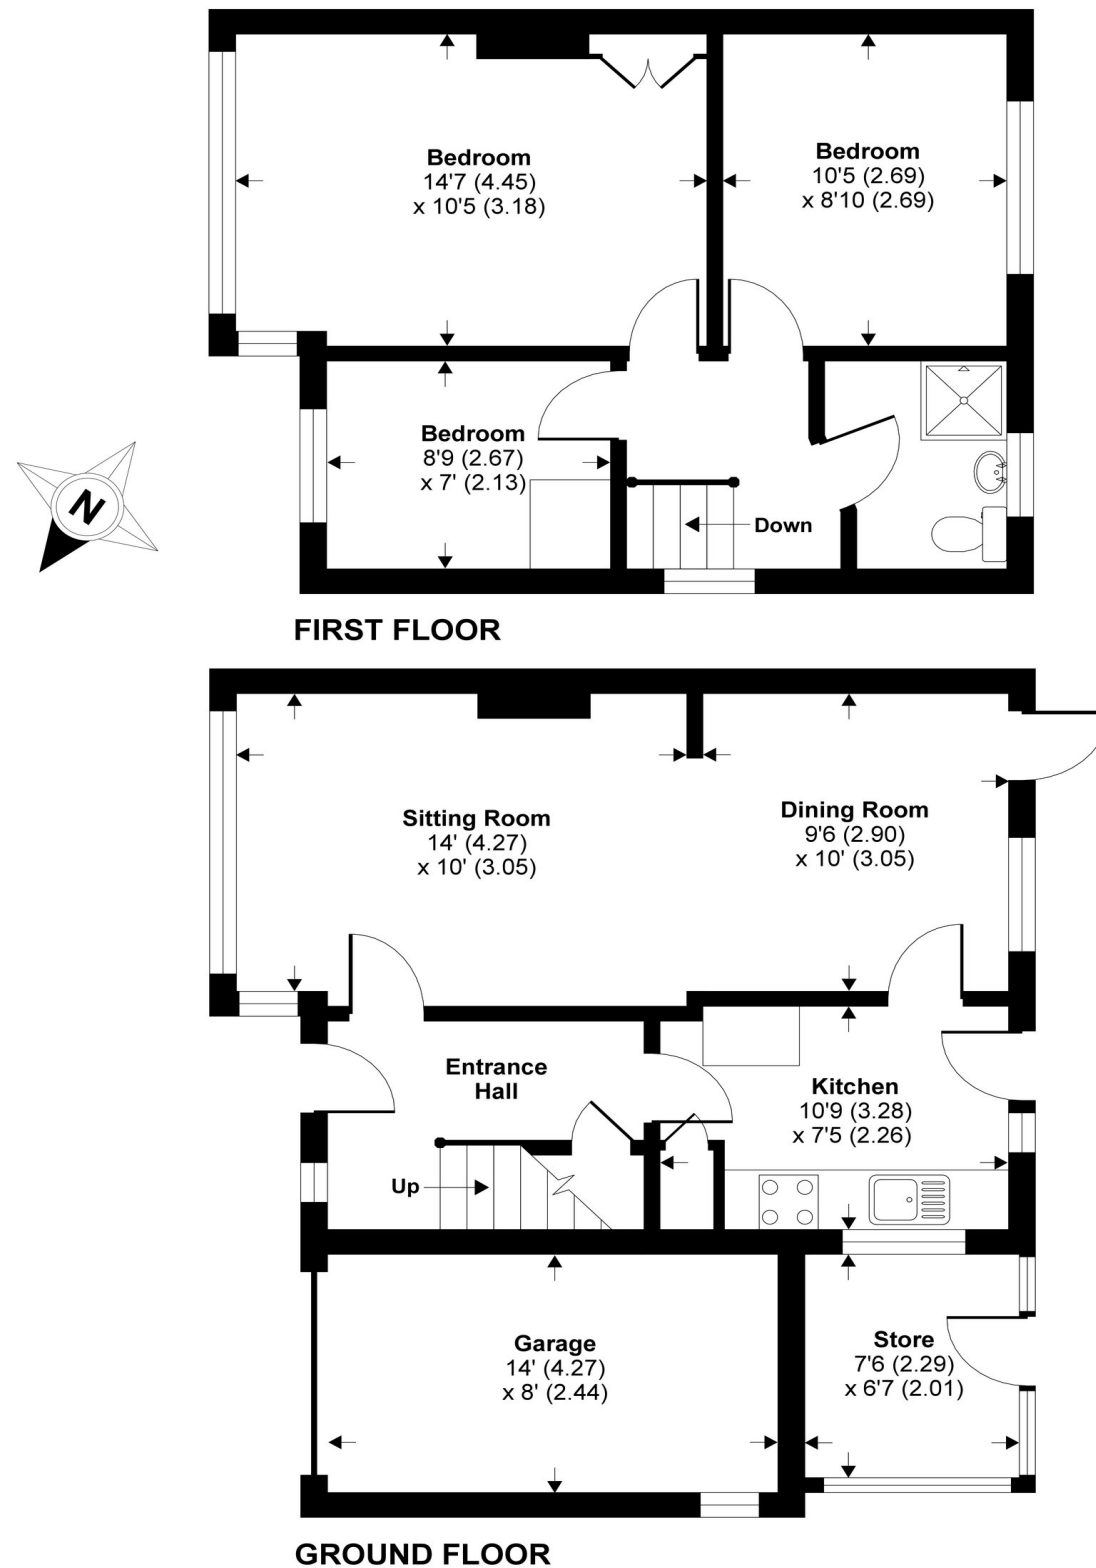 Bedroom
14'7 (4.45)
x 10'5 (3.18)
Bedroom
10'5 (2.69)
x 8'10 (2.69)
Bedroom
8'9 (2.67)
x 7' (2.13)
N
Down
FIRST FLOOR
Sitting Room
14' (4.27)
x 10' (3.05)
Dining Room
9'6 (2.90)
x 10' (3.05)
Entrance
Hall
Kitchen
10'9 (3.28)
x 7'5 (2.26)
Up
Garage
14' (4.27)
x 8' (2.44)
Store
7'6 (2.29)
x 6'7 (2.01)
GROUND FLOOR